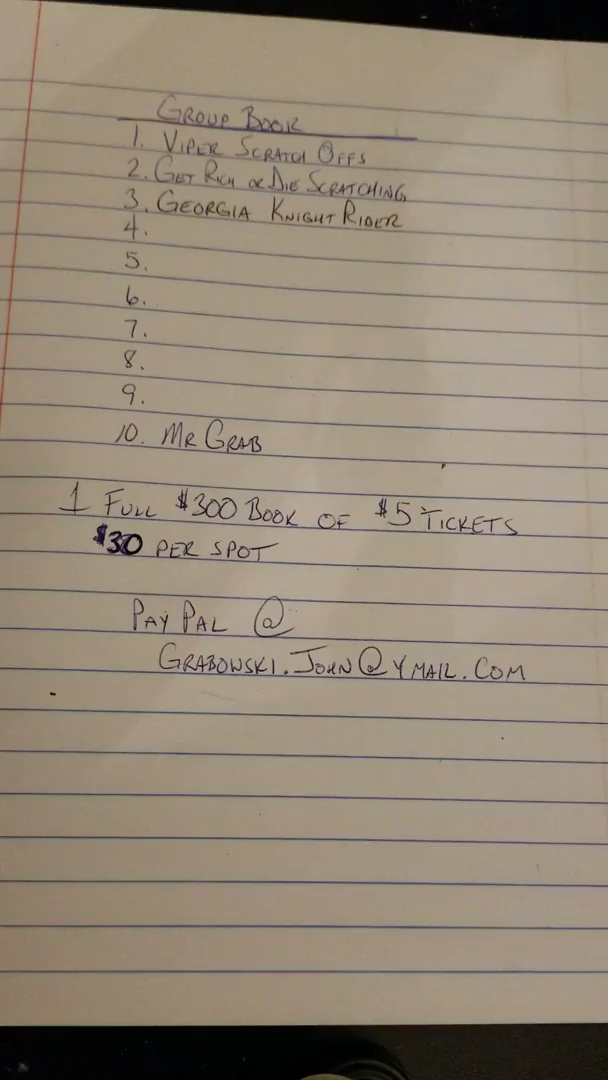 GROUP BOOK
1. VIPER SCRATCH OFFS
2. GET RICH OR DIE SCRATCHING
3. GEORGIA KNIGHT RIDER
4.
5.
6.
7.
8.
9.
10. MR GRAB
1 FULL $300 BOOK OF $5 TICKETS
$30 PER SPOT
PAYPAL @
GRABOWSKI.JOHN@YMAIL.COM